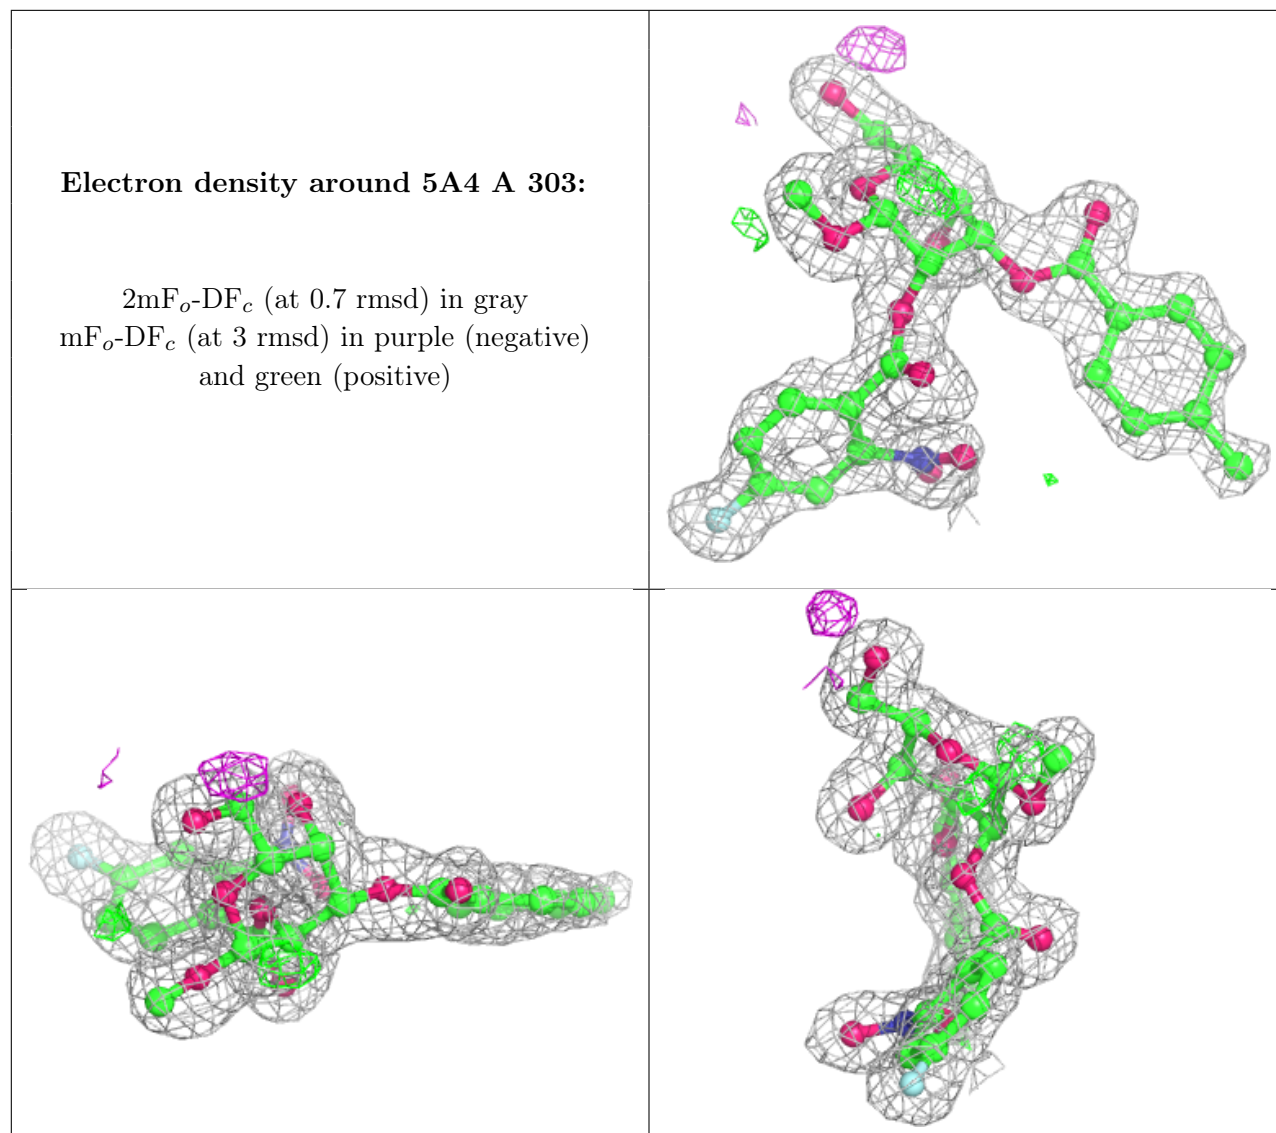 Electron density around 5A4 A 303:
2mFo-DFc (at 0.7 rmsd) in gray
mFo-DFc (at 3 rmsd) in purple (negative)
and green (positive)